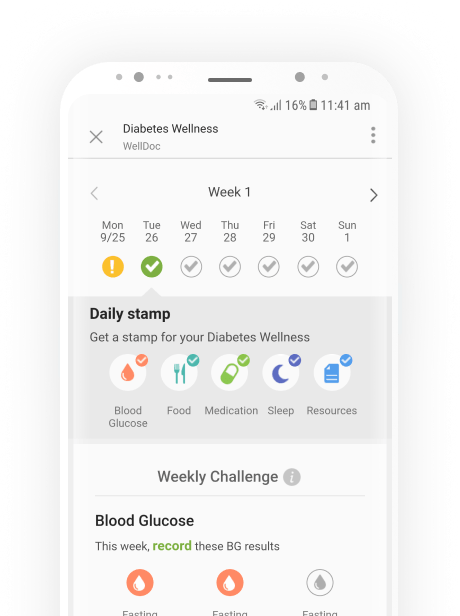 16% 11:41 am
Diabetes Wellness
WellDoc
Week 1
Mon Tue Wed Thu Fri Sat Sun
9/25 26 27 28 29 30 1
Daily stamp
Get a stamp for your Diabetes Wellness
Blood Glucose Food Medication Sleep Resources
Weekly Challenge i
Blood Glucose
This week, record these BG results
Fasting Fasting Fasting